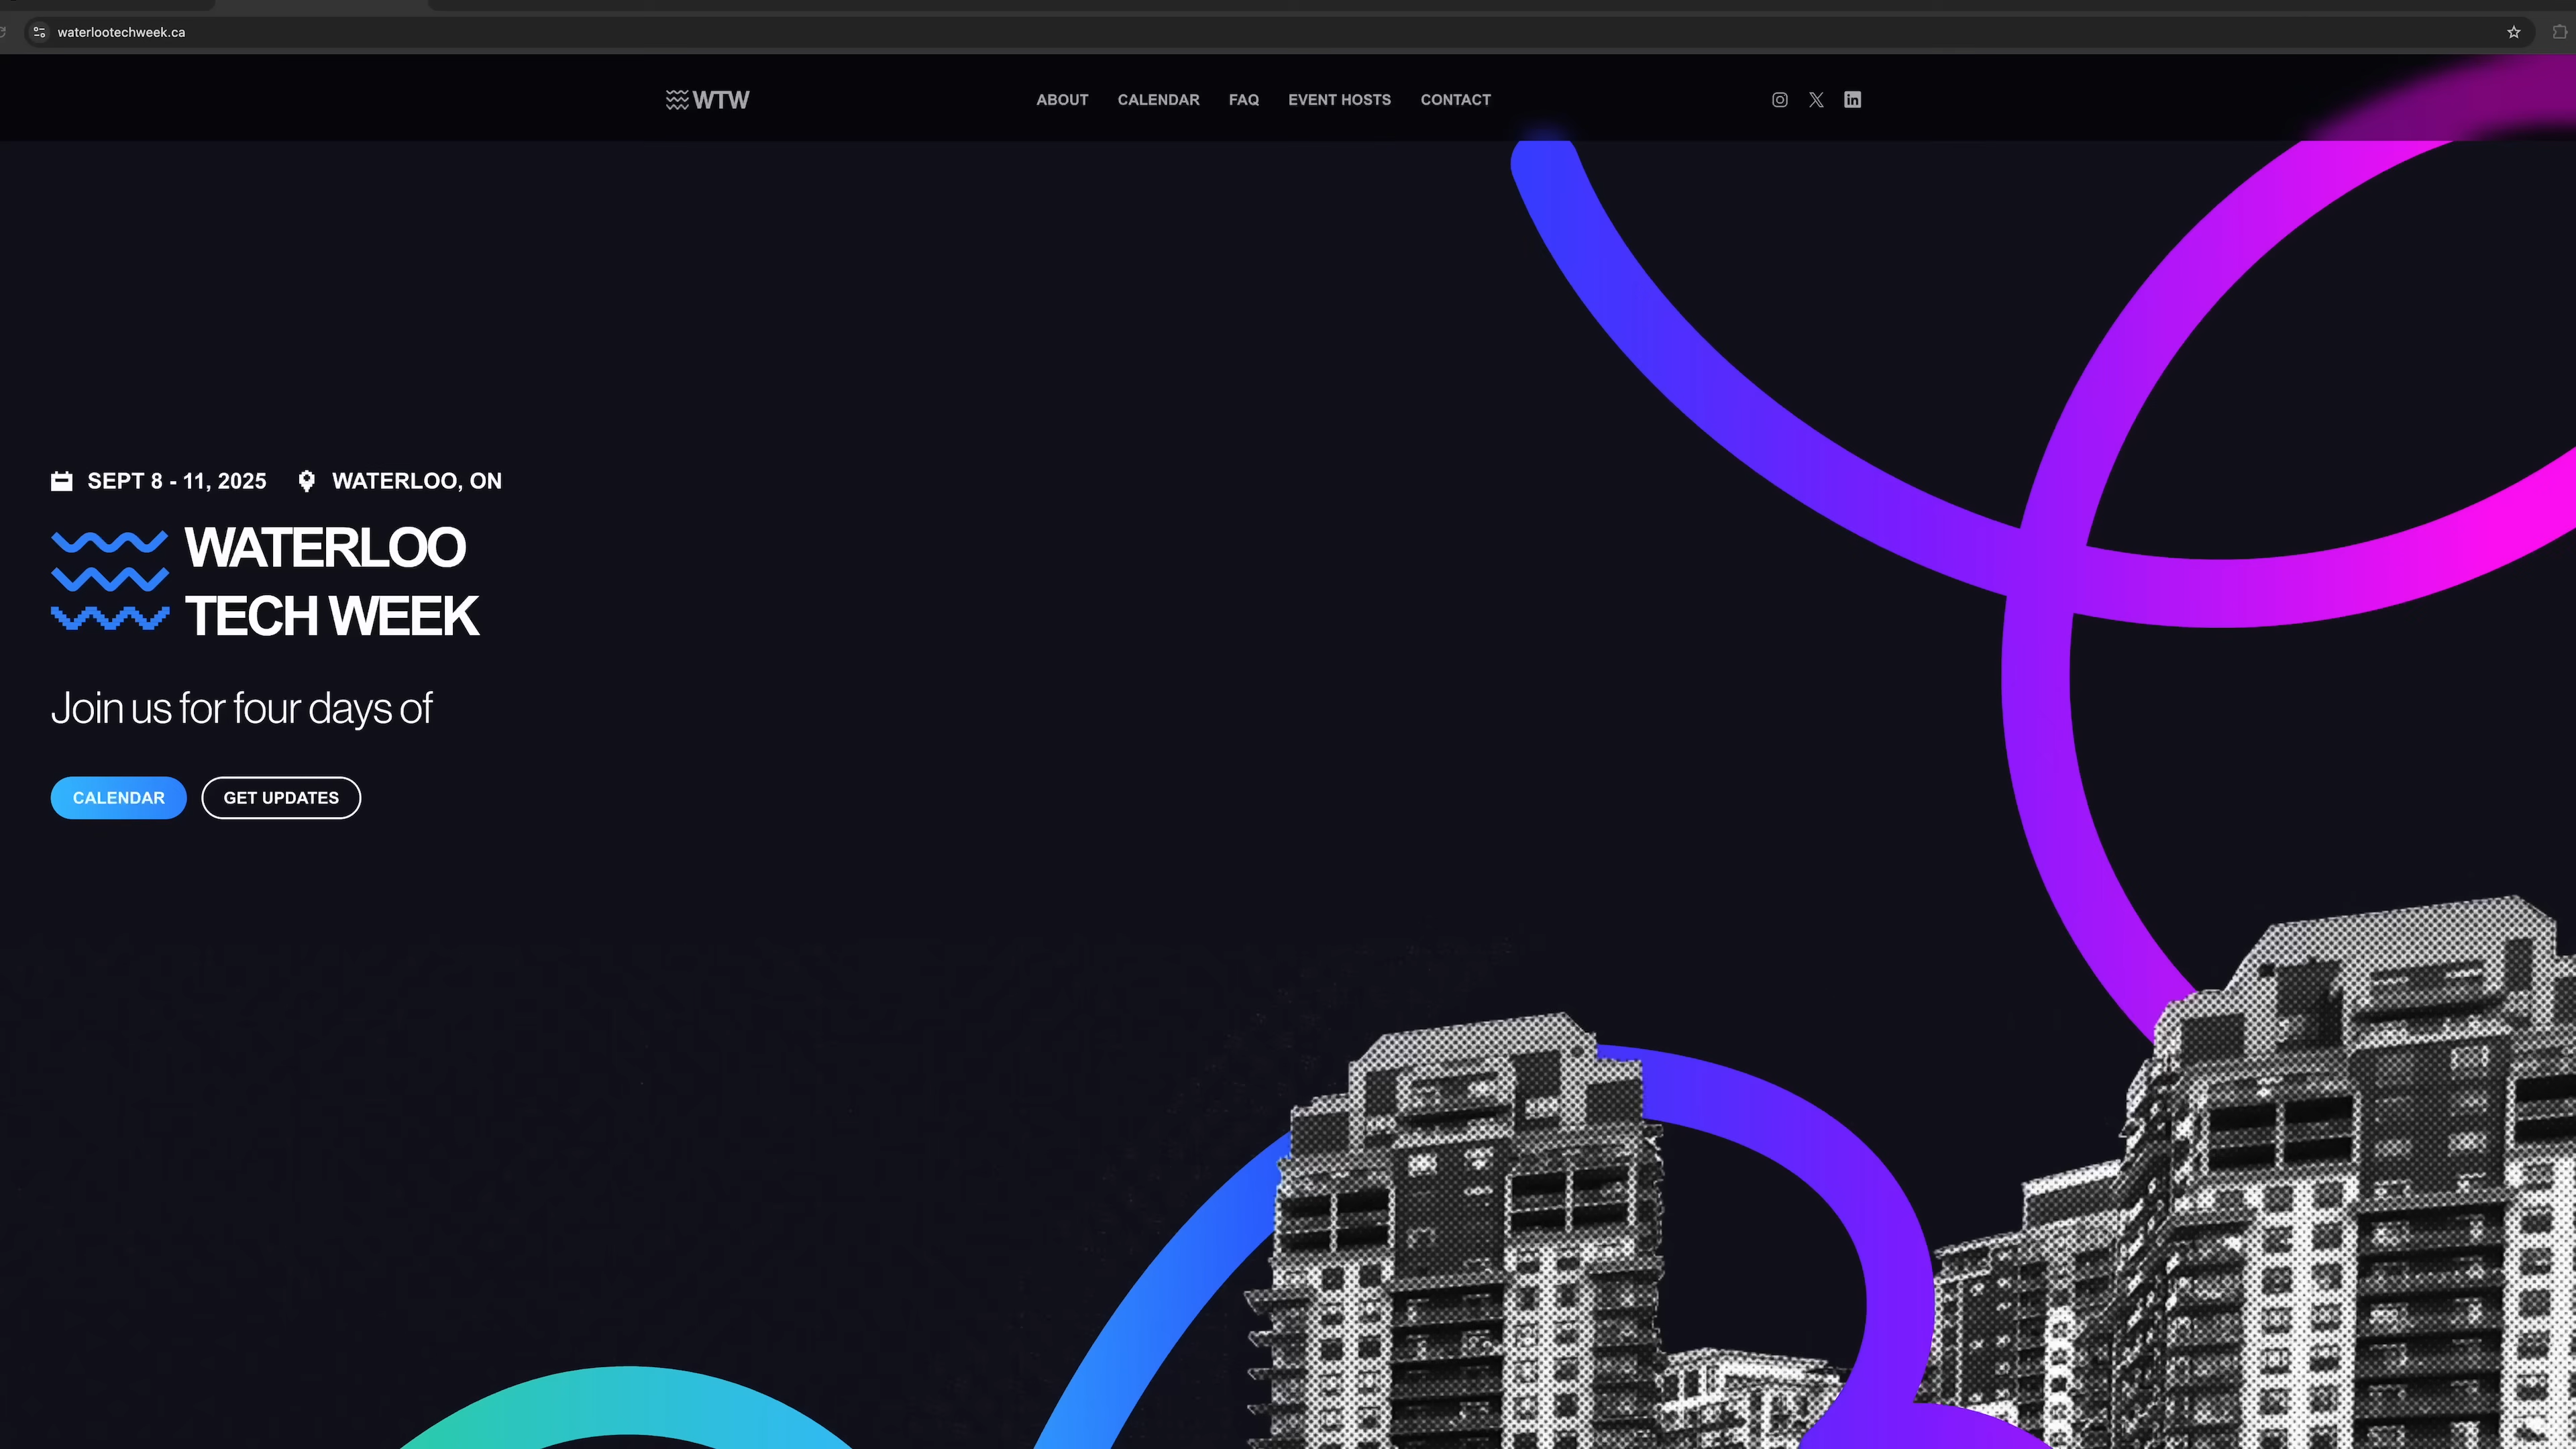 waterlootechweek.ca
WTW
ABOUT CALENDAR FAQ EVENT HOSTS CONTACT
SEPT 8 - 11, 2025 WATERLOO, ON
WATERLOO
TECH WEEK
Join us for four days of
CALENDAR GET UPDATES